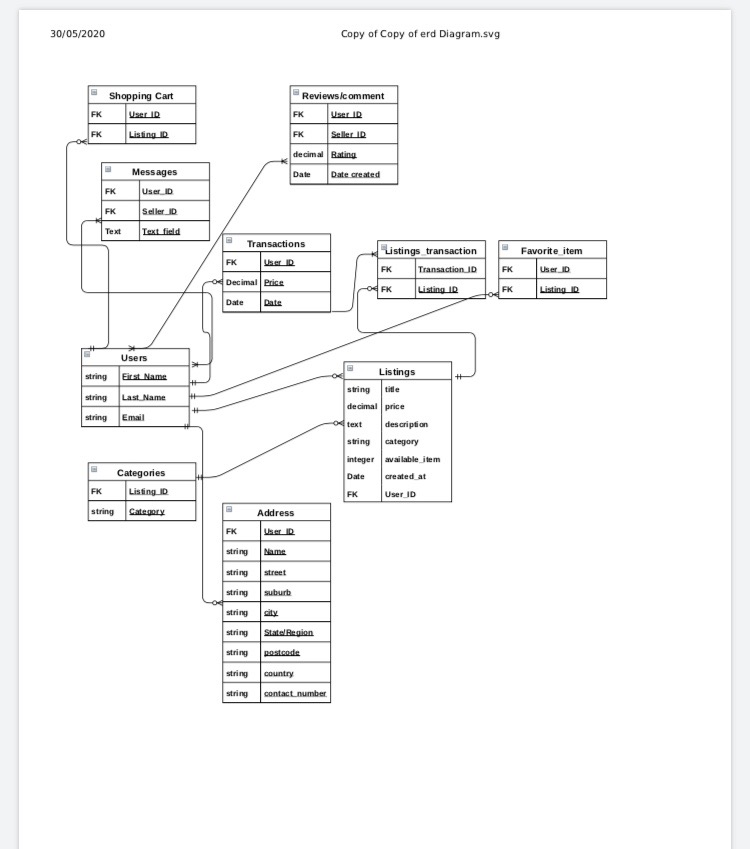 30/05/2020 Copy of Copy of erd Diagram.svg
Shopping Cart
FK User_ID
FK Listing_ID
Reviews/comment
FK User_ID
FK Seller_ID
decimal Rating
Date Date created
Messages
FK User_ID
FK Seller_ID
Text Text_field
Transactions
FK User_ID
Decimal Price
Date Date
Listings_transaction
FK Transaction_ID
FK Listing_ID
Favorite_item
FK User_ID
FK Listing_ID
Users
string First_Name
string Last_Name
string Email
Listings
string title
decimal price
text description
string category
integer available_item
Date created_at
FK User_ID
Categories
FK Listing_ID
string Category
Address
FK User_ID
string Name
string street
string suburb
string city
string State/Region
string postcode
string country
string contact_number